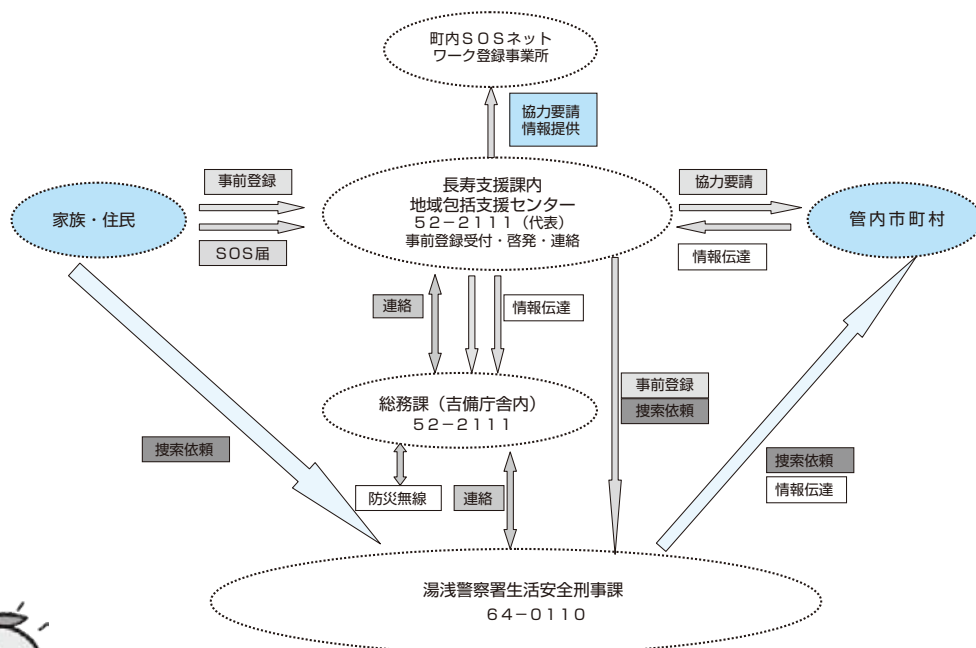 町内SOSネット
ワーク登録事業所
協力要請
情報提供
事前登録
長寿支援課内
地域包括支援センター
52−2111（代表）
事前登録受付・啓発・連絡
協力要請
家族・住民
管内市町村
SOS届
情報伝達
連絡
情報伝達
事前登録
捜索依頼
総務課（吉備庁舎内）
52−2111
捜索依頼
捜索依頼
情報伝達
防災無線
連絡
湯浅警察署生活安全刑事課
64−0110